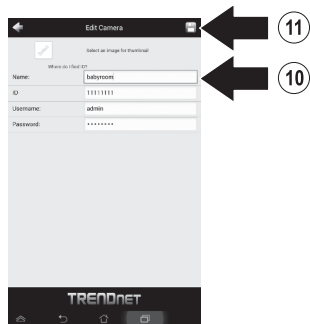 Edit Camera
11
Select an image for thumbnail
Where do I find ID?
Name: babyroom
10
ID 11111111
Username: admin
Password: ••••••••
TRENDNET